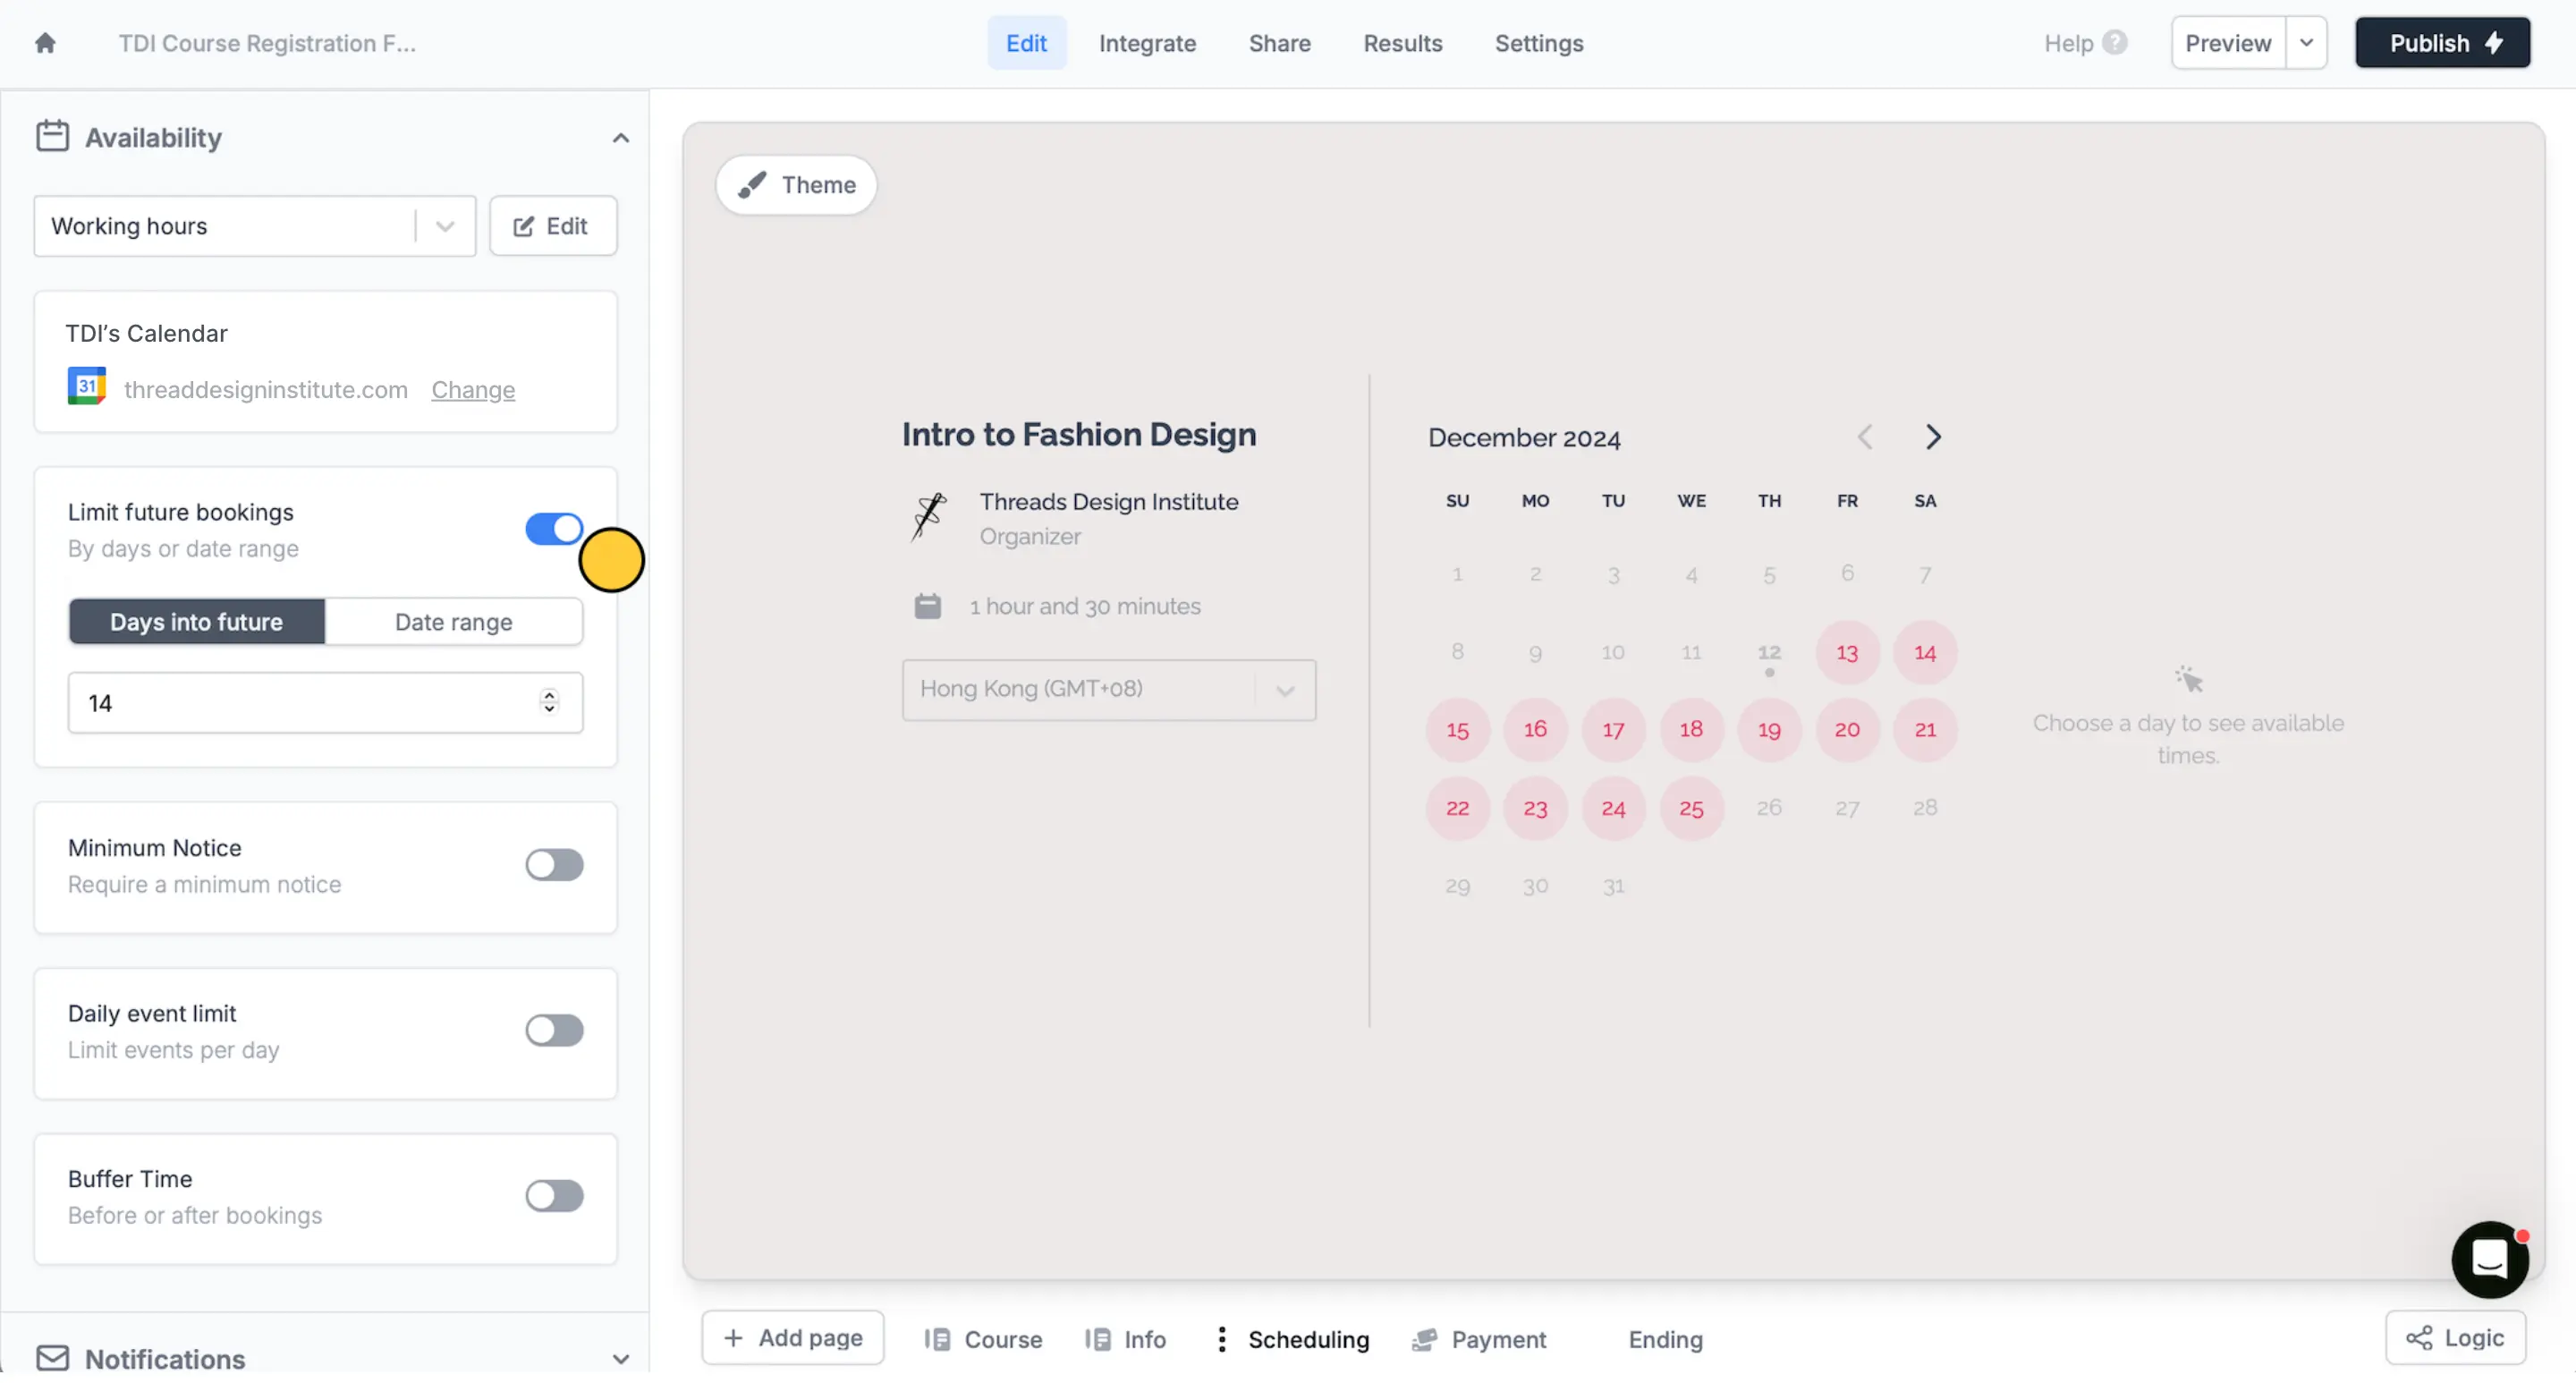 TDI Course Registration F...
Edit
Integrate
Share
Results
Settings
Help ?
Preview
Publish
Availability
Working hours
Edit
TDI’s Calendar
31 threaddesigninstitute.com Change
Limit future bookings
By days or date range
Days into future
Date range
14
Minimum Notice
Require a minimum notice
Daily event limit
Limit events per day
Buffer Time
Before or after bookings
Notifications
Theme
Intro to Fashion Design
Threads Design Institute
Organizer
1 hour and 30 minutes
Hong Kong (GMT+08)
December 2024
SU MO TU WE TH FR SA
1 2 3 4 5 6 7
8 9 10 11 12 13 14
15 16 17 18 19 20 21
22 23 24 25 26 27 28
29 30 31
Choose a day to see available
times.
Add page
Course
Info
Scheduling
Payment
Ending
Logic